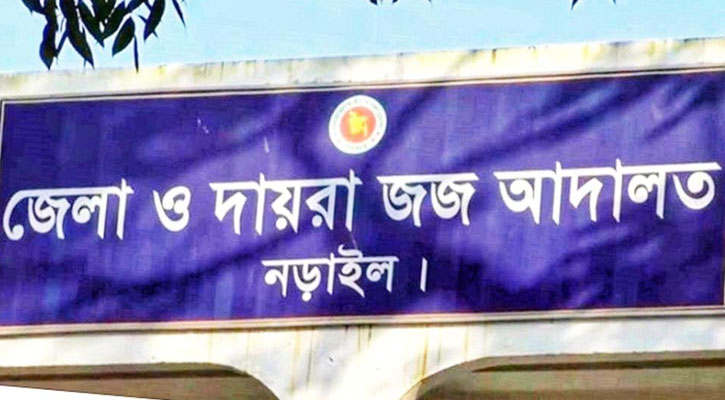 জেলা ও দায়রা জজ আদালত
নড়াইল ।